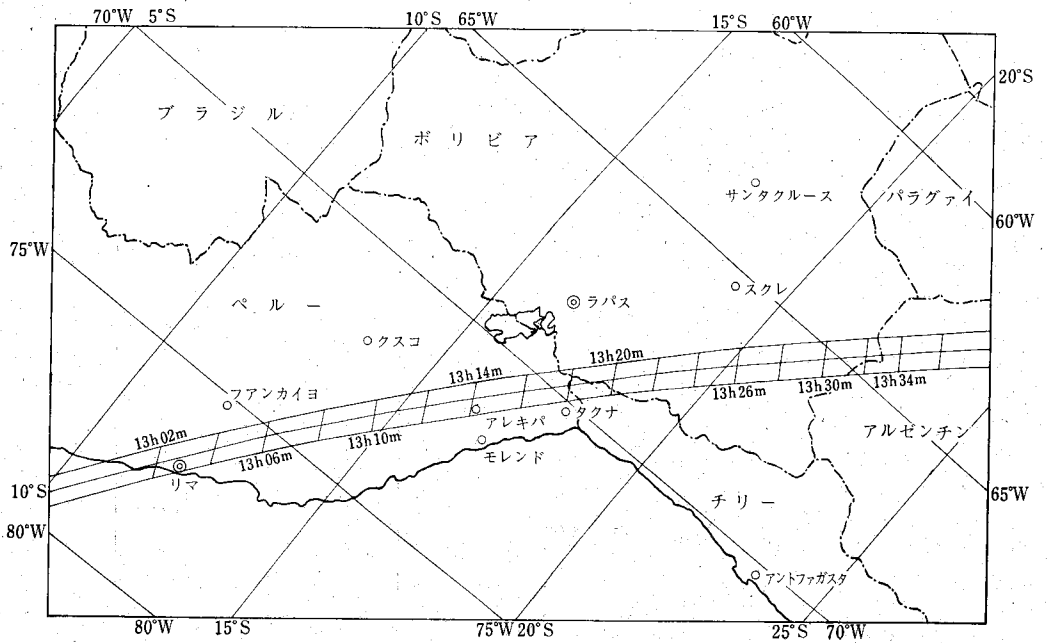 70°W 5°S
10°S 65°W
15°S 60°W
20°S
ブラジル
ボリビア
サンタクルース
パラグァイ
60°W
75°W
ペルー
スクレ
ラパス
クスコ
13h20m
13h14m
13h26m
13h30m
13h34m
フアンカイヨ
アレキパ
タクナ
13h10m
13h02m
13h06m
モレンド
アルゼンチン
リマ
10°S
チリー
65°W
80°W
アントファガスタ
80°W 15°S
75°W 20°S
25°S 70°W